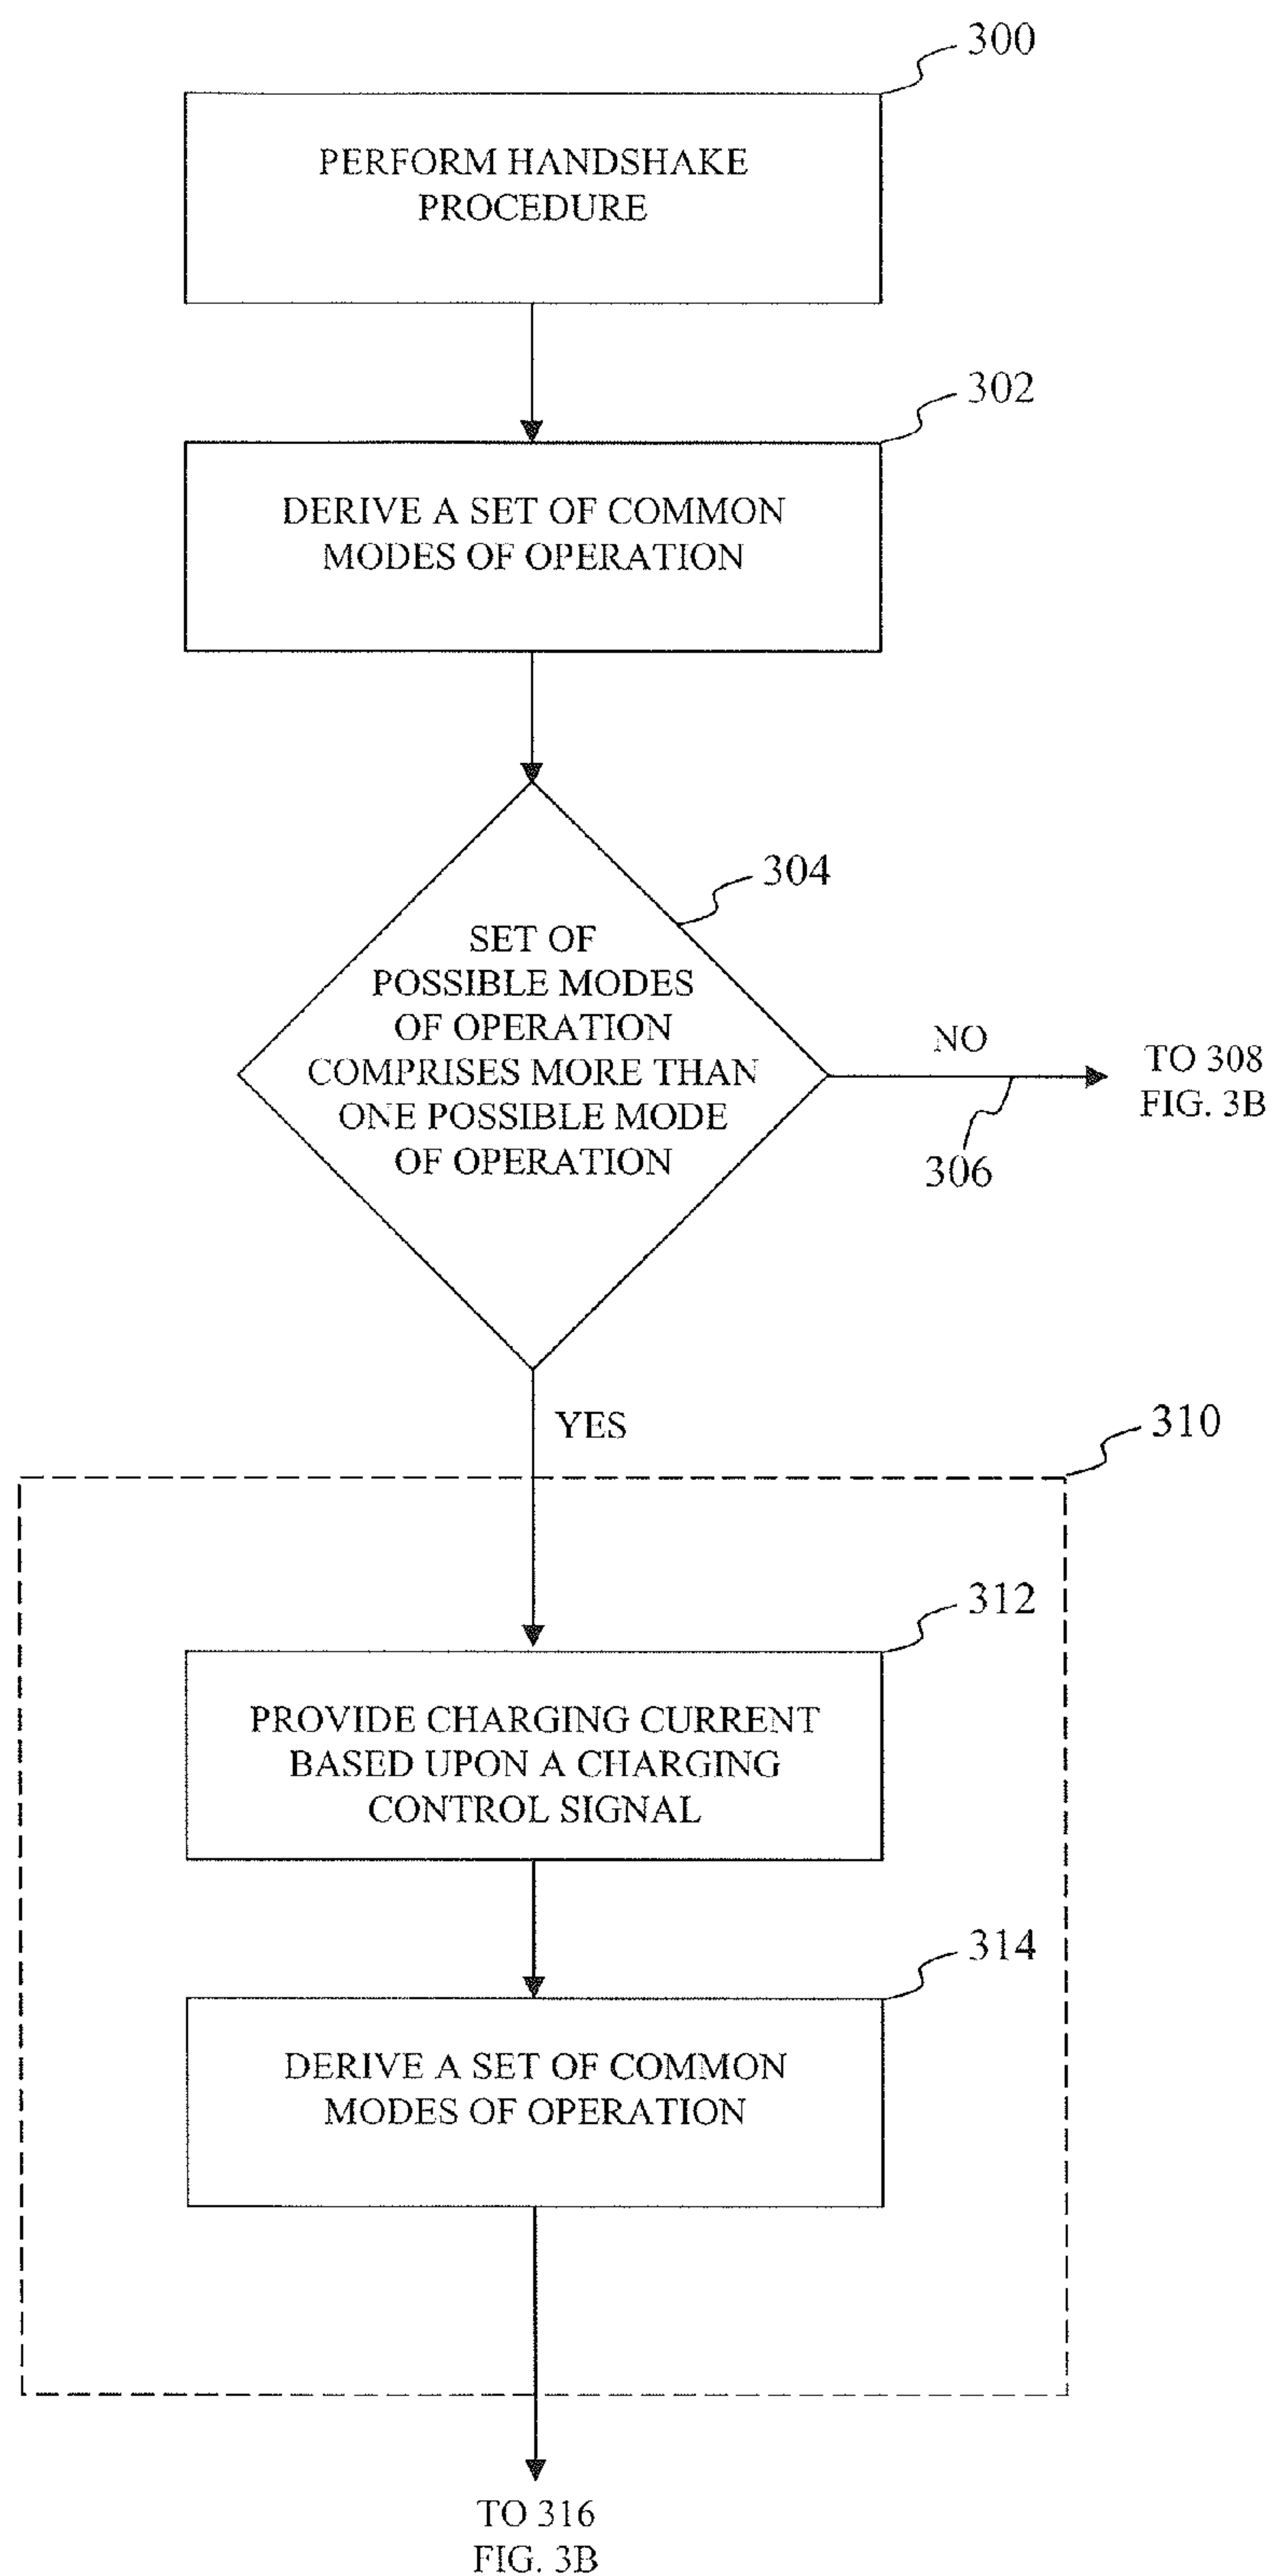 300
PERFORM HANDSHAKE
PROCEDURE
302
DERIVE A SET OF COMMON
MODES OF OPERATION
304
SET OF
POSSIBLE MODES
OF OPERATION
COMPRISES MORE THAN
ONE POSSIBLE MODE
OF OPERATION
NO
TO 308
FIG. 3B
306
YES
310
312
PROVIDE CHARGING CURRENT
BASED UPON A CHARGING
CONTROL SIGNAL
314
DERIVE A SET OF COMMON
MODES OF OPERATION
TO 316
FIG. 3B